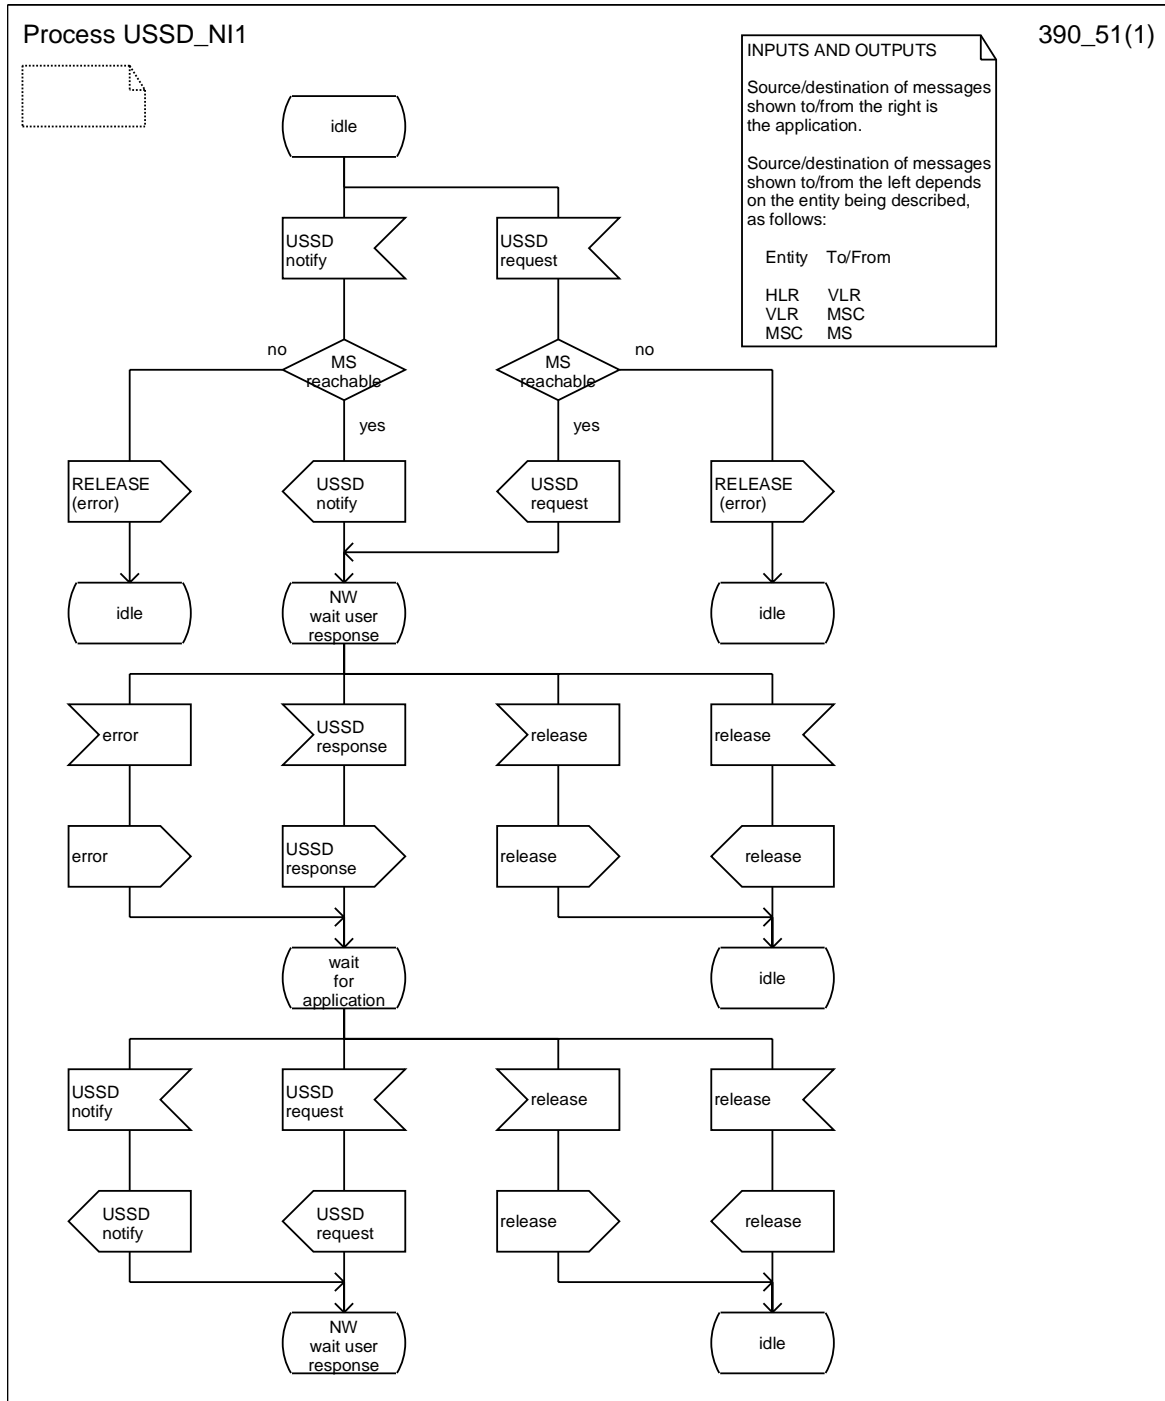 Process USSD_NI1
390_51(1)
INPUTS AND OUTPUTS
Source/destination of messages
shown to/from the right is
the application.
Source/destination of messages
shown to/from the left depends
on the entity being described,
as follows:
Entity To/From
HLR VLR
VLR MSC
MSC MS
idle
USSD
notify
USSD
request
no
MS
reachable
yes
MS
reachable
no
yes
RELEASE
(error)
USSD
notify
USSD
request
RELEASE
(error)
idle
NW
wait user
response
idle
error
USSD
response
release
release
error
USSD
response
release
release
wait
for
application
idle
USSD
notify
USSD
request
release
release
USSD
notify
USSD
request
release
release
NW
wait user
response
idle